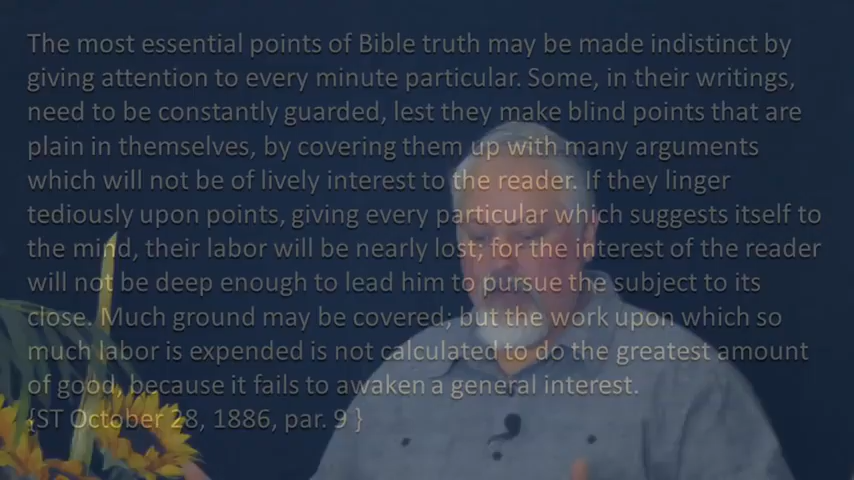 The most essential points of Bible truth may be made indistinct by
giving attention to every minute particular. Some, in their writings,
need to be constantly guarded, lest they make blind points that are
plain in themselves, by covering them up with many arguments
which will not be of lively interest to the reader. If they linger
tediously upon points, giving every particular which suggests itself to
the mind, their labor will be nearly lost; for the interest of the reader
will not be deep enough to lead him to pursue the subject to its
close. Much ground may be covered; but the work upon which so
much labor is expended is not calculated to do the greatest amount
of good, because it fails to awaken a general interest.
{ST October 28, 1886, par. 9 }